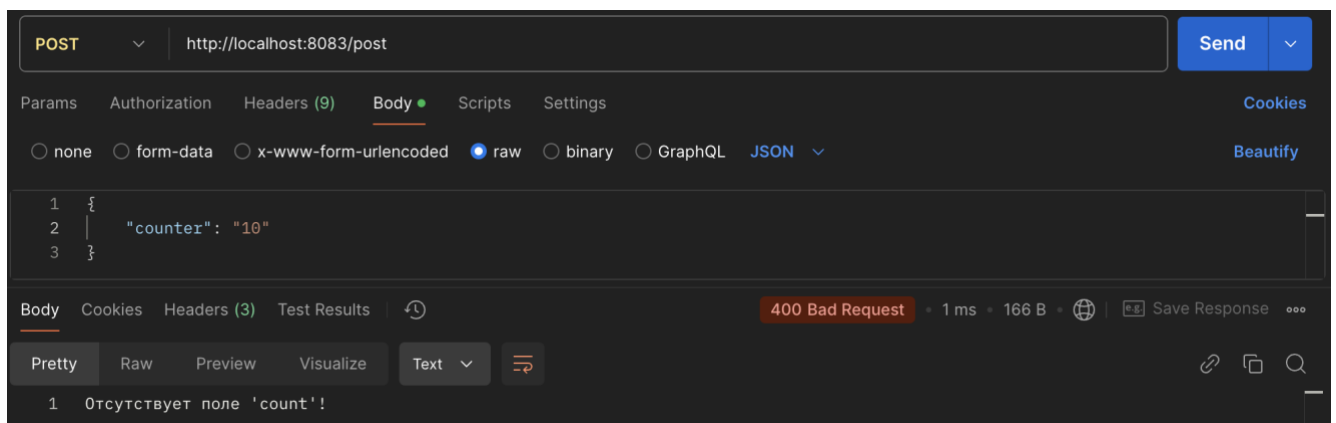 POST http://localhost:8083/post Send
Params Authorization Headers (9) Body Scripts Settings Cookies
none form-data x-www-form-urlencoded raw binary GraphQL JSON Beautify
1 {
2 "counter": "10"
3 }
Body Cookies Headers (3) Test Results 400 Bad Request 1 ms 166 B e.g. Save Response
Pretty Raw Preview Visualize Text
1 Отсутствует поле 'count'!